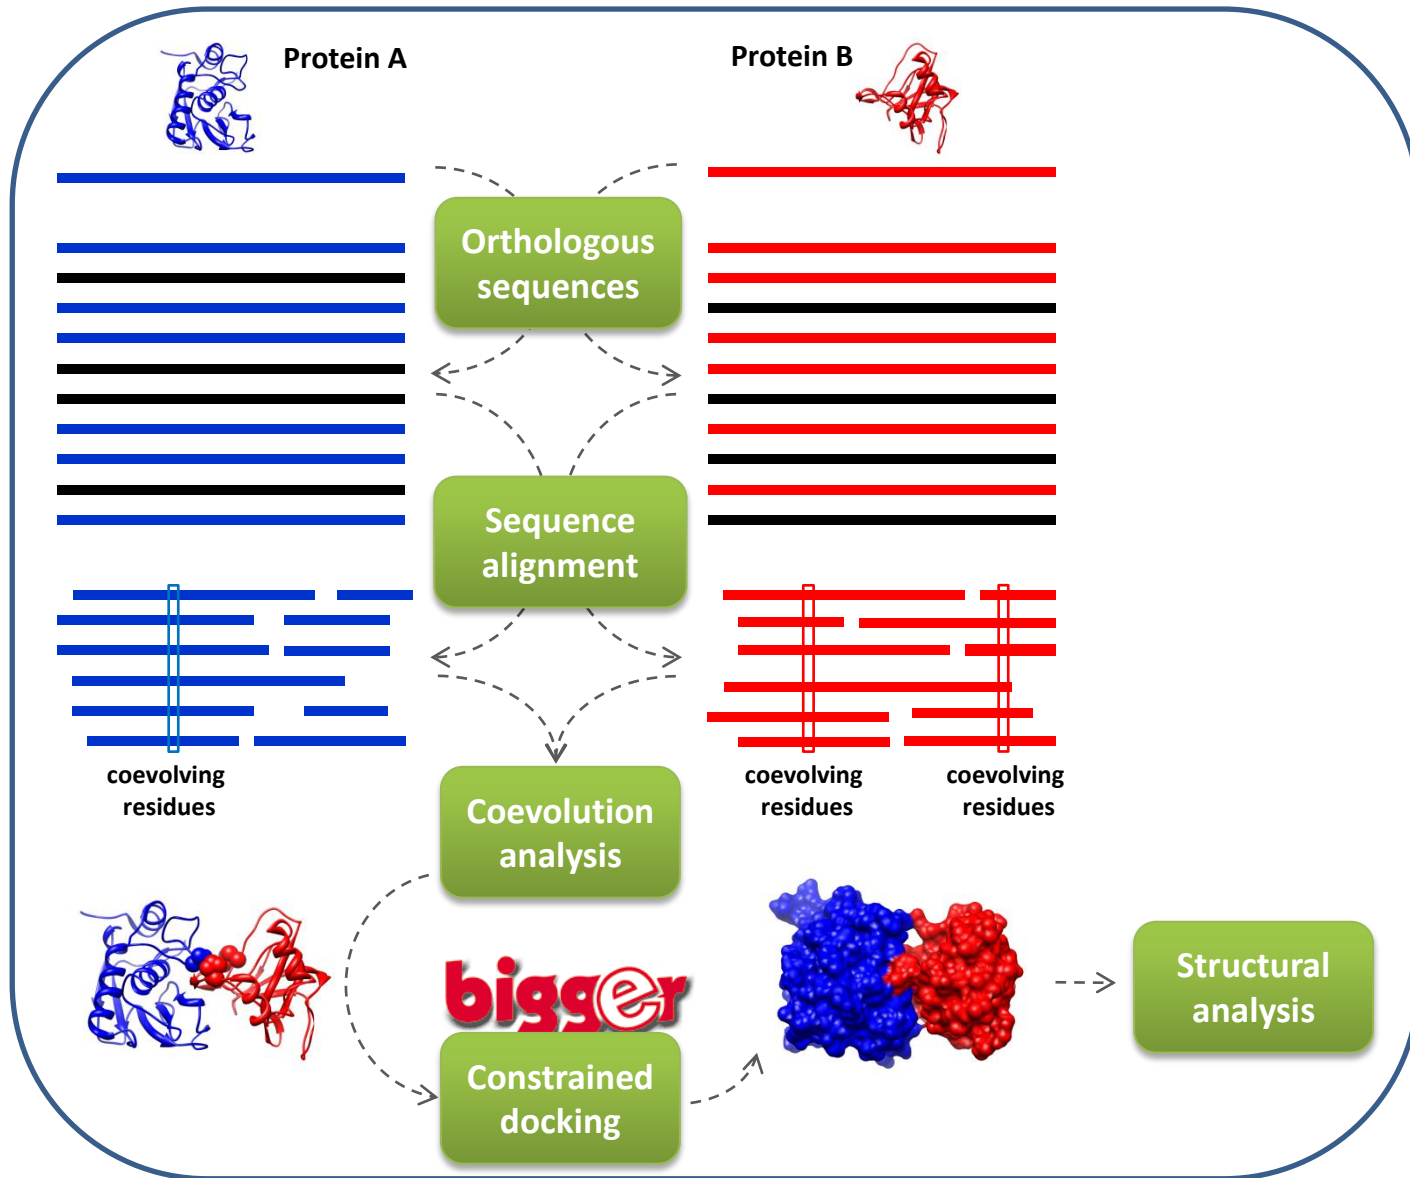 Protein A
Protein B
Orthologous
sequences
Sequence
alignment
coevolving
residues
coevolving
residues
coevolving
residues
Coevolution
analysis
bigger
Constrained
docking
Structural
analysis